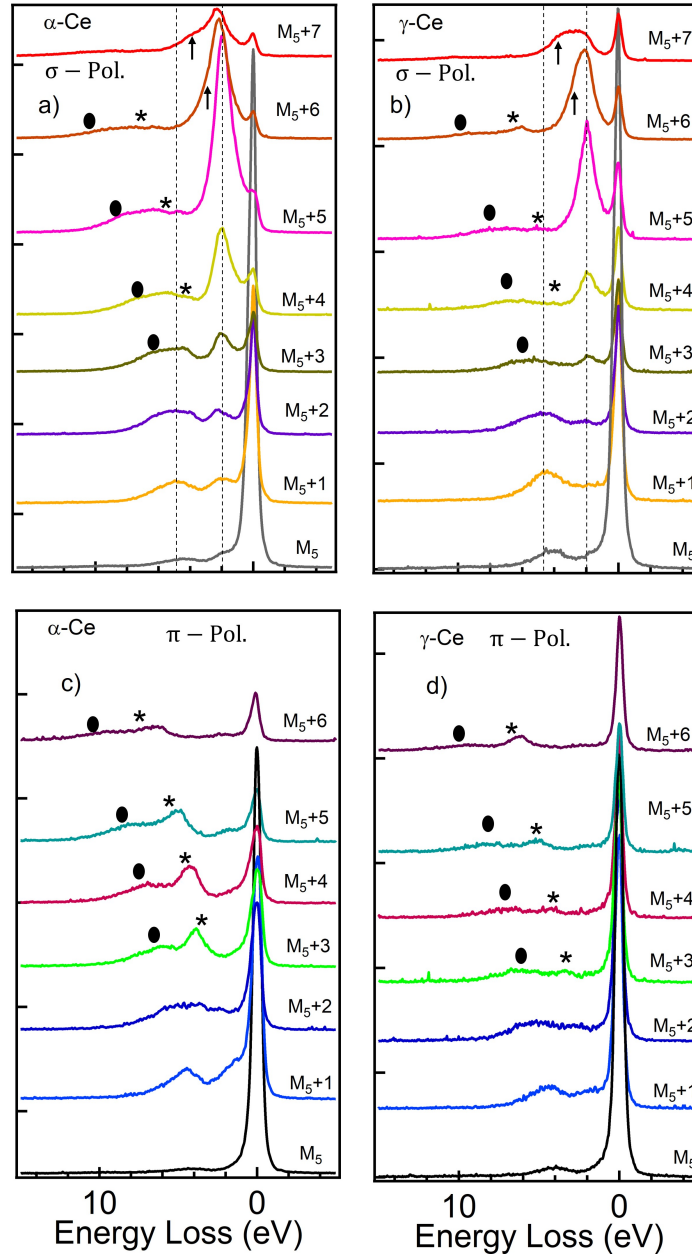 α-Ce
σ − Pol.
a)
M5+7
M5+6
*
M5+5
*
M5+4
*
M5+3
M5+2
M5+1
M5
γ-Ce
σ − Pol.
b)
M5+7
M5+6
*
M5+5
*
M5+4
*
M5+3
M5+2
M5+1
M5
α-Ce
π − Pol.
c)
M5+6
*
M5+5
*
M5+4
*
M5+3
*
M5+2
M5+1
M5
10
0
Energy Loss (eV)
γ-Ce
π − Pol.
d)
M5+6
*
M5+5
*
M5+4
*
M5+3
*
M5+2
M5+1
M5
10
0
Energy Loss (eV)